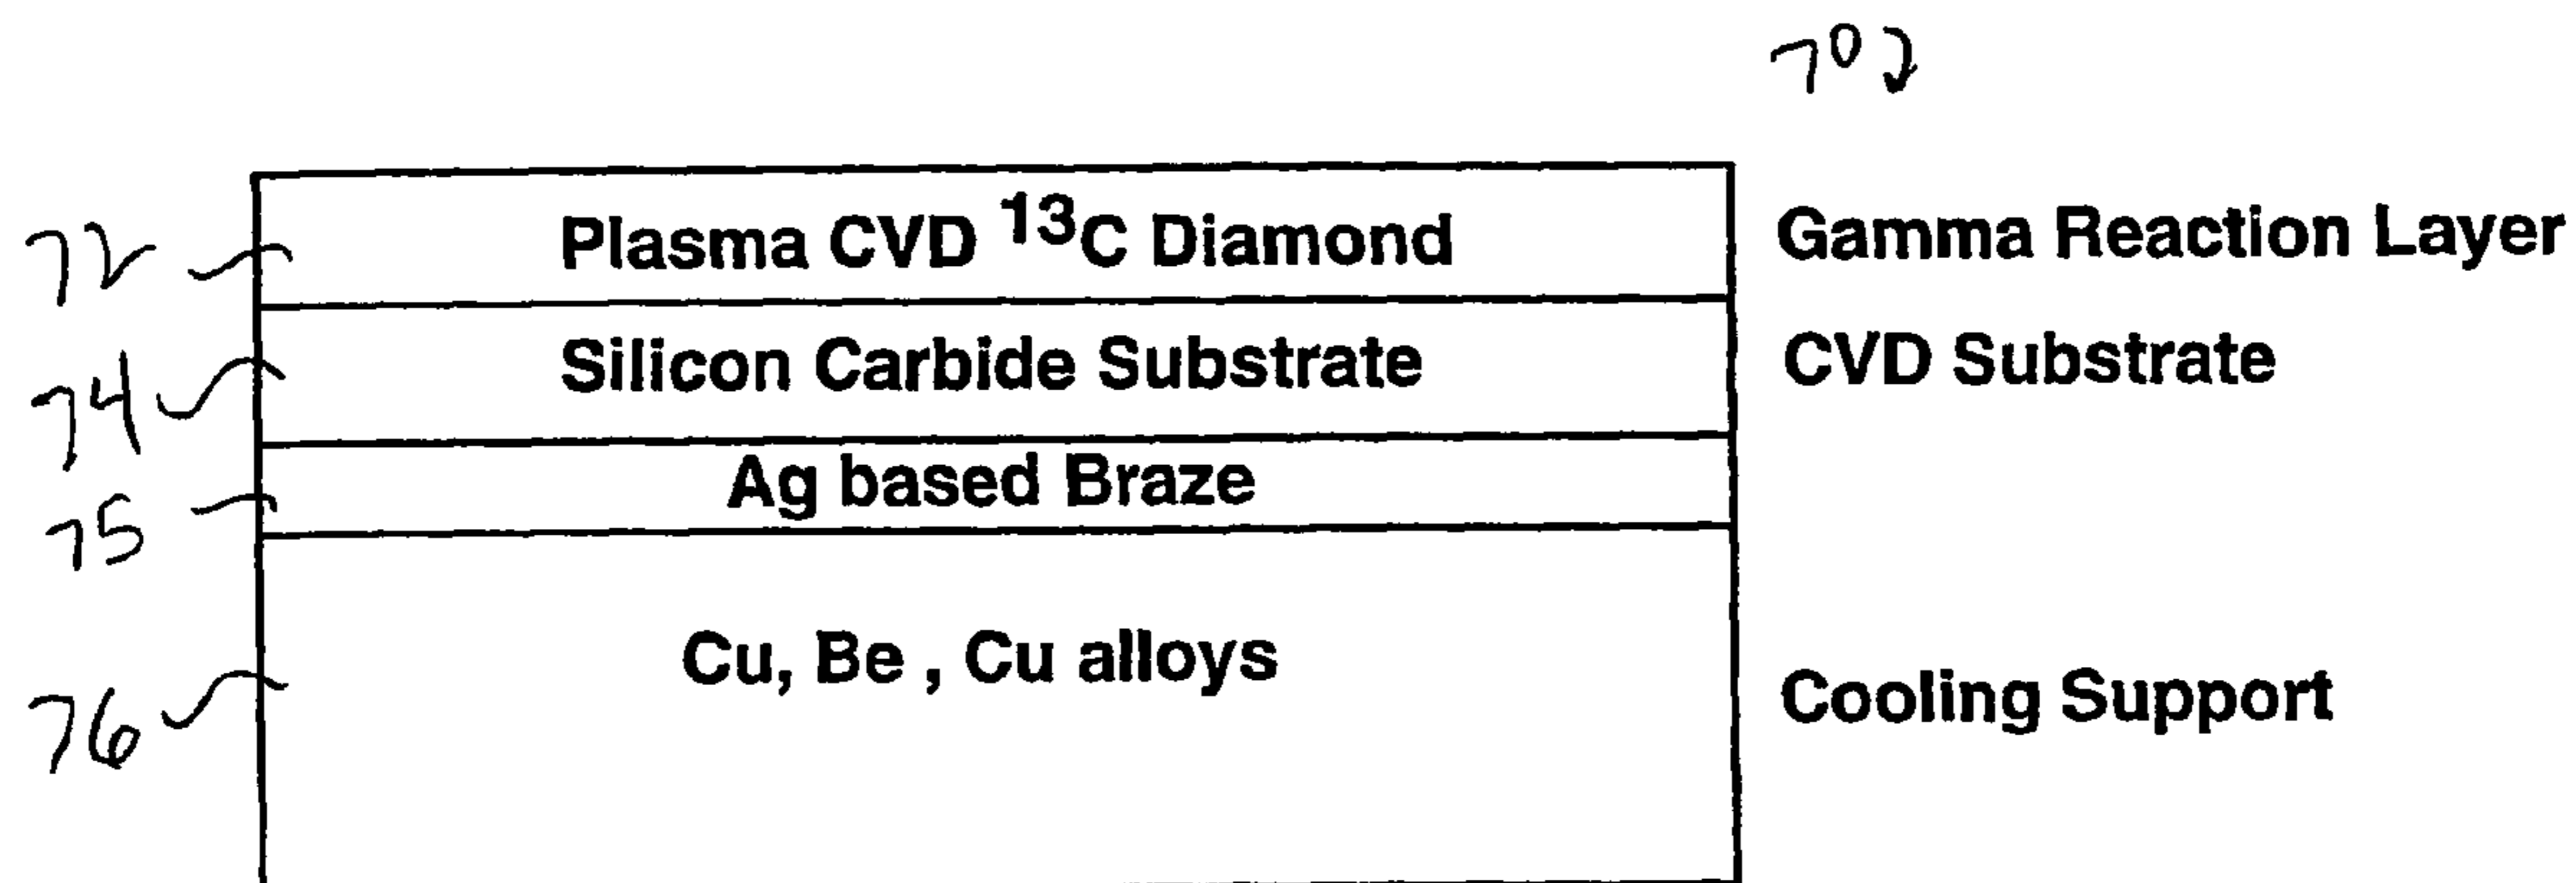 70
72 Plasma CVD ¹³C Diamond Gamma Reaction Layer
74 Silicon Carbide Substrate CVD Substrate
75 Ag based Braze
76 Cu, Be , Cu alloys Cooling Support